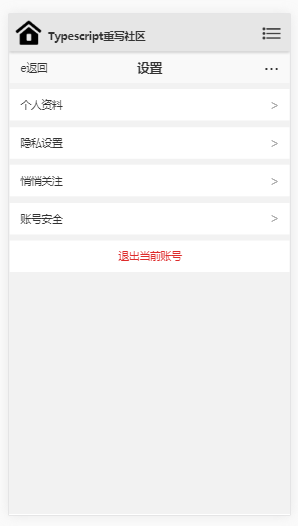 Typescript重写社区
e返回 设置 ···
个人资料 >
隐私设置 >
悄悄关注 >
账号安全 >
退出当前账号